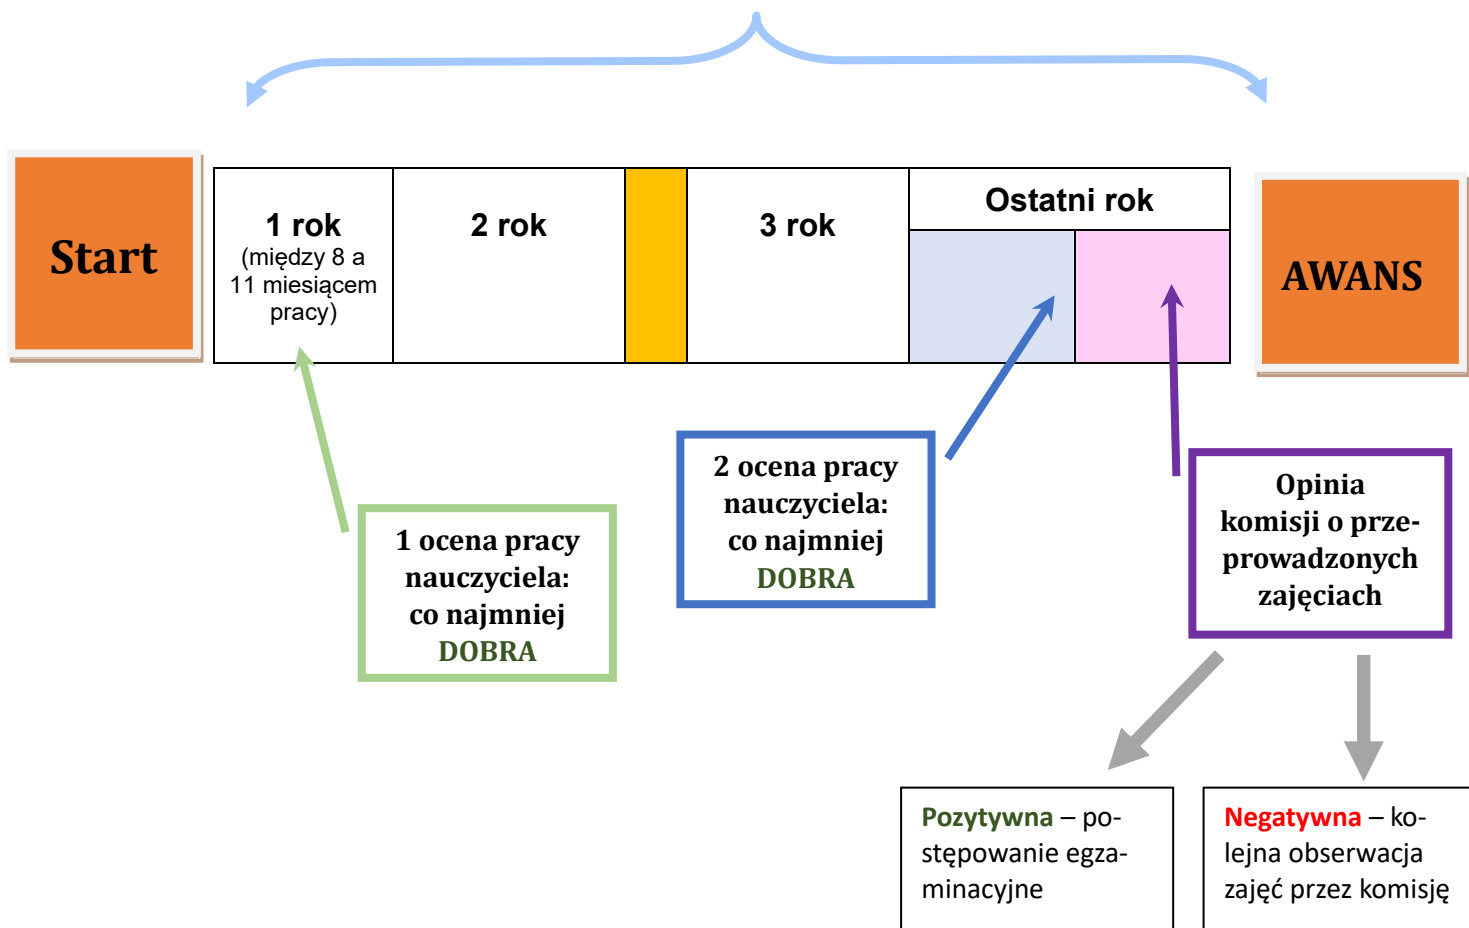 Start
1 rok
(między 8 a
11 miesiącem
pracy)
2 rok
3 rok
Ostatni rok
AWANS
1 ocena pracy
nauczyciela:
co najmniej
DOBRA
2 ocena pracy
nauczyciela:
co najmniej
DOBRA
Opinia
komisji o prze-
prowadzonych
zajęciach
Pozytywna – po-
stępowanie egza-
minacyjne
Negatywna – ko-
lejna obserwacja
zajęć przez komisję